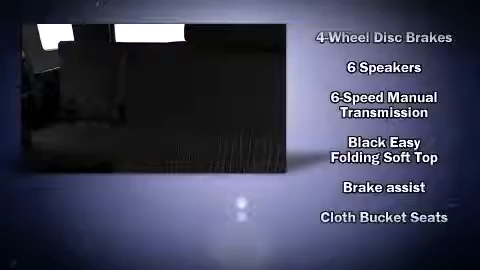 4-Wheel Disc Brakes
6 Speakers
6-Speed Manual
Transmission
Black Easy
Folding Soft Top
Brake assist
Cloth Bucket Seats